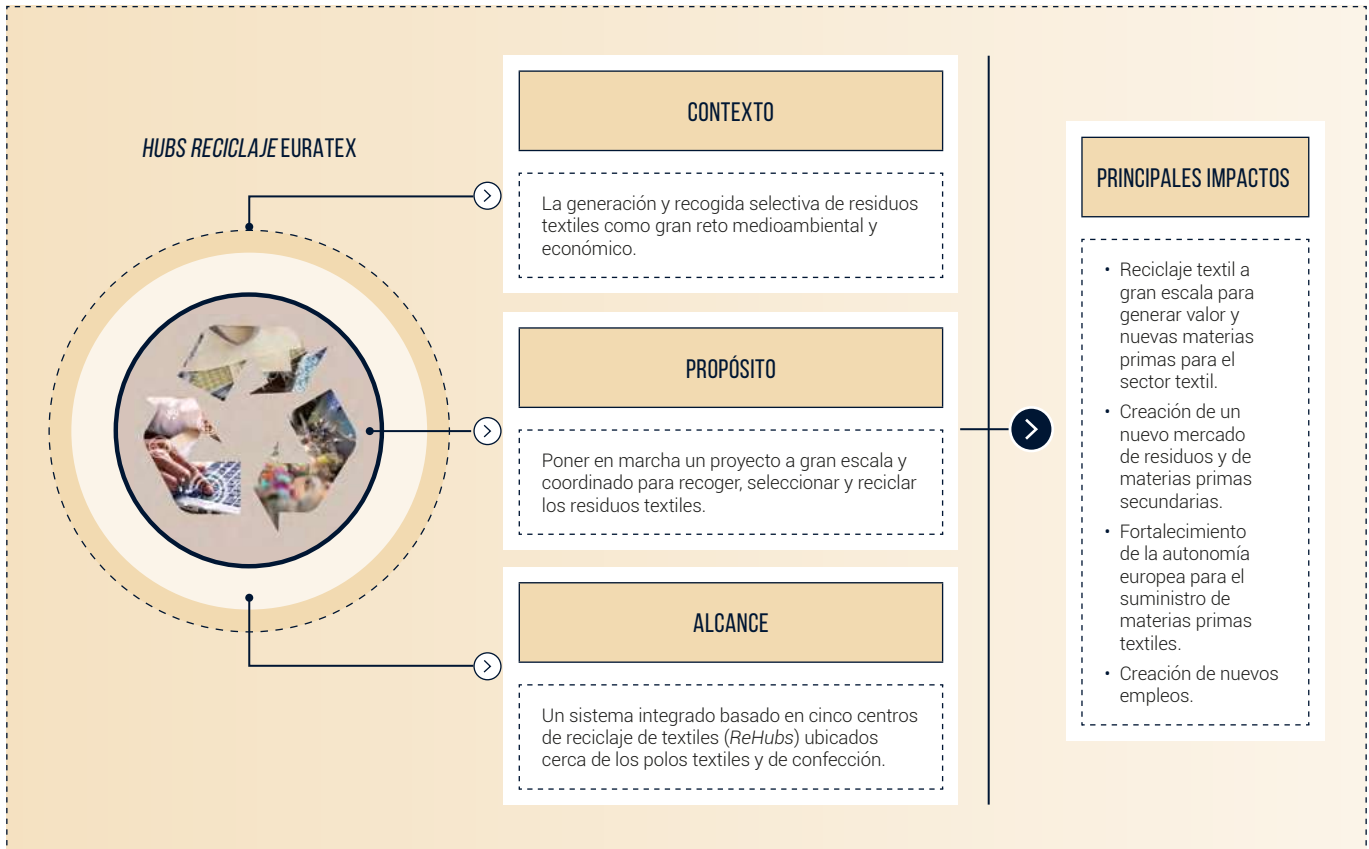 HUBS RECICLAJE EURATEX
CONTEXTO
La generación y recogida selectiva de residuos
textiles como gran reto medioambiental y
económico.
PROPÓSITO
Poner en marcha un proyecto a gran escala y
coordinado para recoger, seleccionar y reciclar
los residuos textiles.
ALCANCE
Un sistema integrado basado en cinco centros
de reciclaje de textiles (ReHubs) ubicados
cerca de los polos textiles y de confección.
PRINCIPALES IMPACTOS
• Reciclaje textil a
gran escala para
generar valor y
nuevas materias
primas para el
sector textil.
• Creación de un
nuevo mercado
de residuos y de
materias primas
secundarias.
• Fortalecimiento
de la autonomía
europea para el
suministro de
materias primas
textiles.
• Creación de nuevos
empleos.